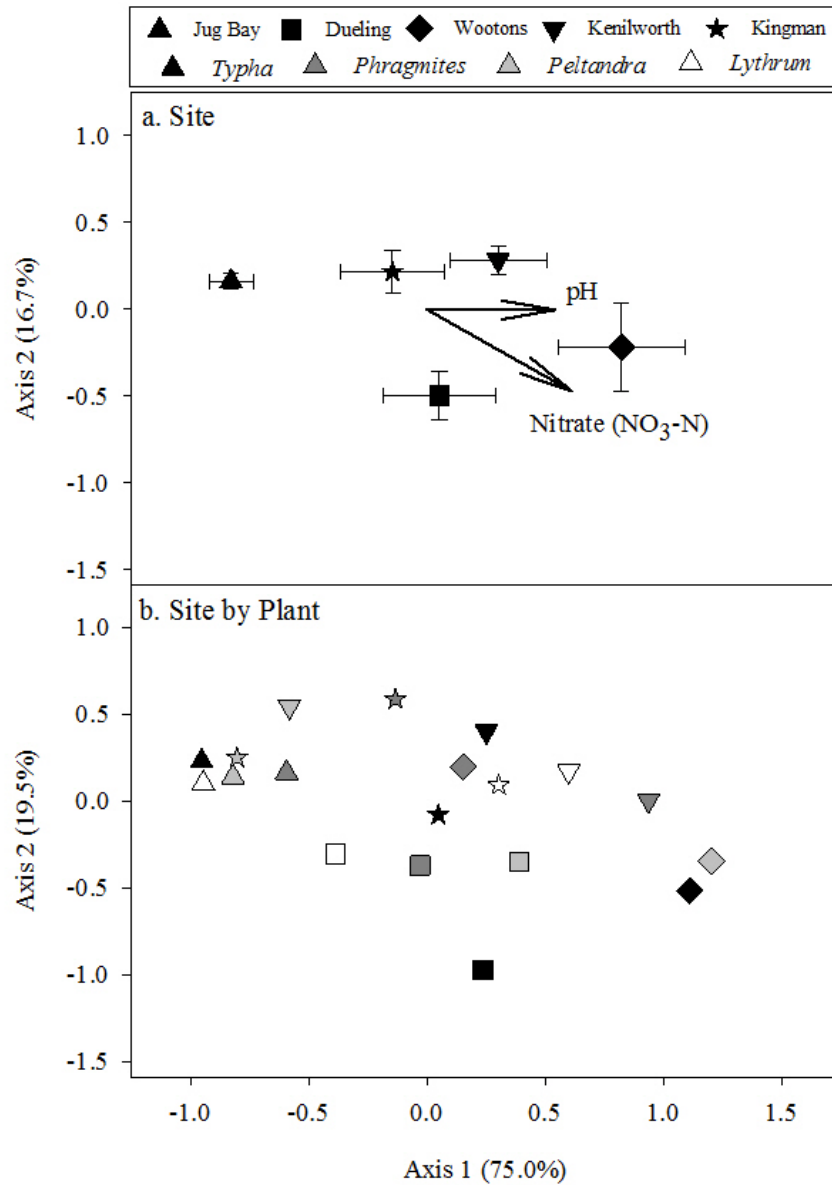 Jug Bay Dueling Wootons Kenilworth Kingman
Typha Phragmites Peltandra Lythrum
a. Site
1.0
0.5
0.0
-0.5
-1.0
-1.5
Axis 2 (16.7%)
pH
Nitrate (NO3-N)
b. Site by Plant
1.0
0.5
0.0
-0.5
-1.0
-1.5
Axis 2 (19.5%)
-1.0 -0.5 0.0 0.5 1.0 1.5
Axis 1 (75.0%)